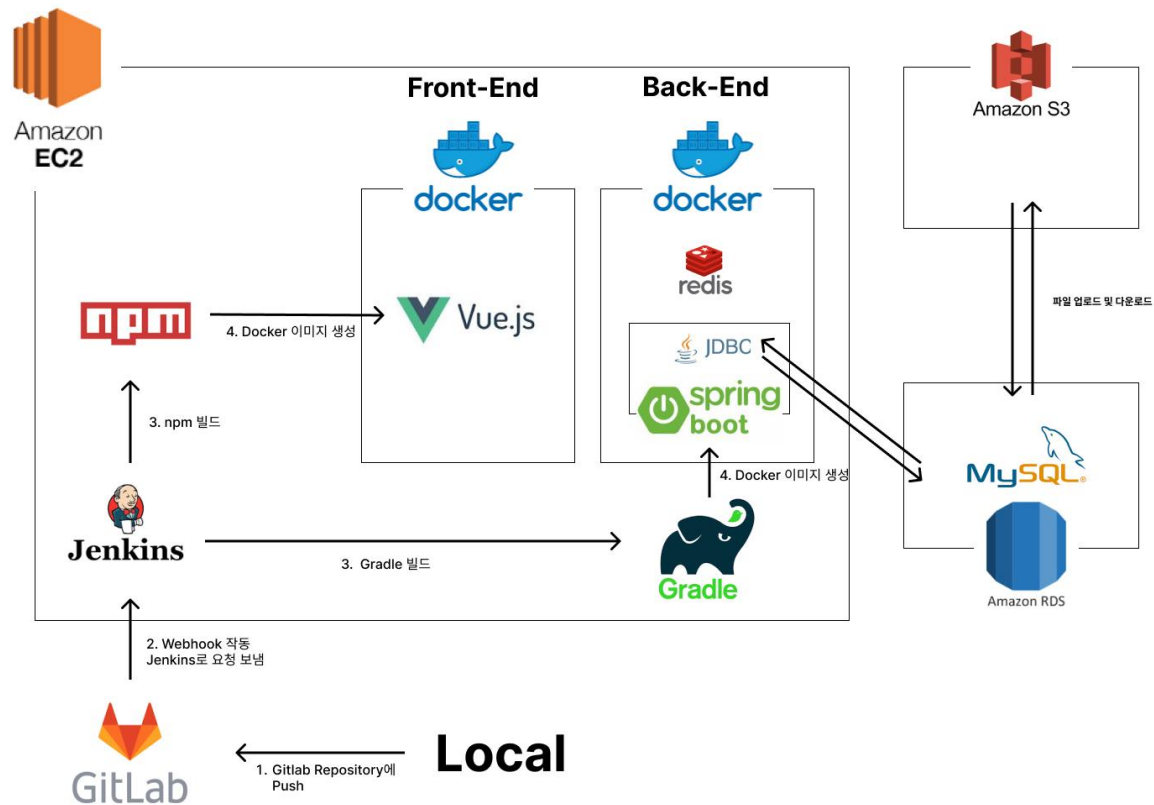 Amazon
EC2
Front-End
Back-End
docker
docker
Amazon S3
redis
npm
4. Docker 이미지 생성
Vue.js
JDBC
spring
boot
파일 업로드 및 다운로드
3. npm 빌드
4. Docker 이미지 생성
MySQL®
Jenkins
3. Gradle 빌드
Gradle
Amazon RDS
2. Webhook 작동
Jenkins로 요청 보냄
GitLab
1. Gitlab Repository에
Push
Local